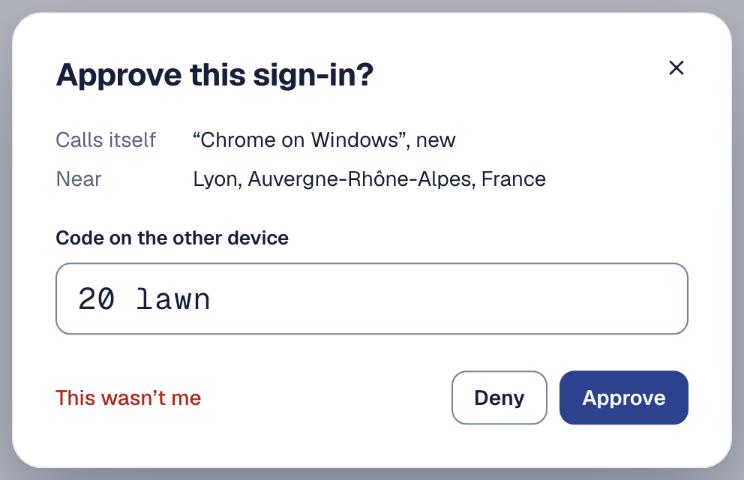 Approve this sign-in?
Calls itself “Chrome on Windows”, new
Near Lyon, Auvergne-Rhône-Alpes, France
Code on the other device
20 lawn
This wasn’t me Deny Approve